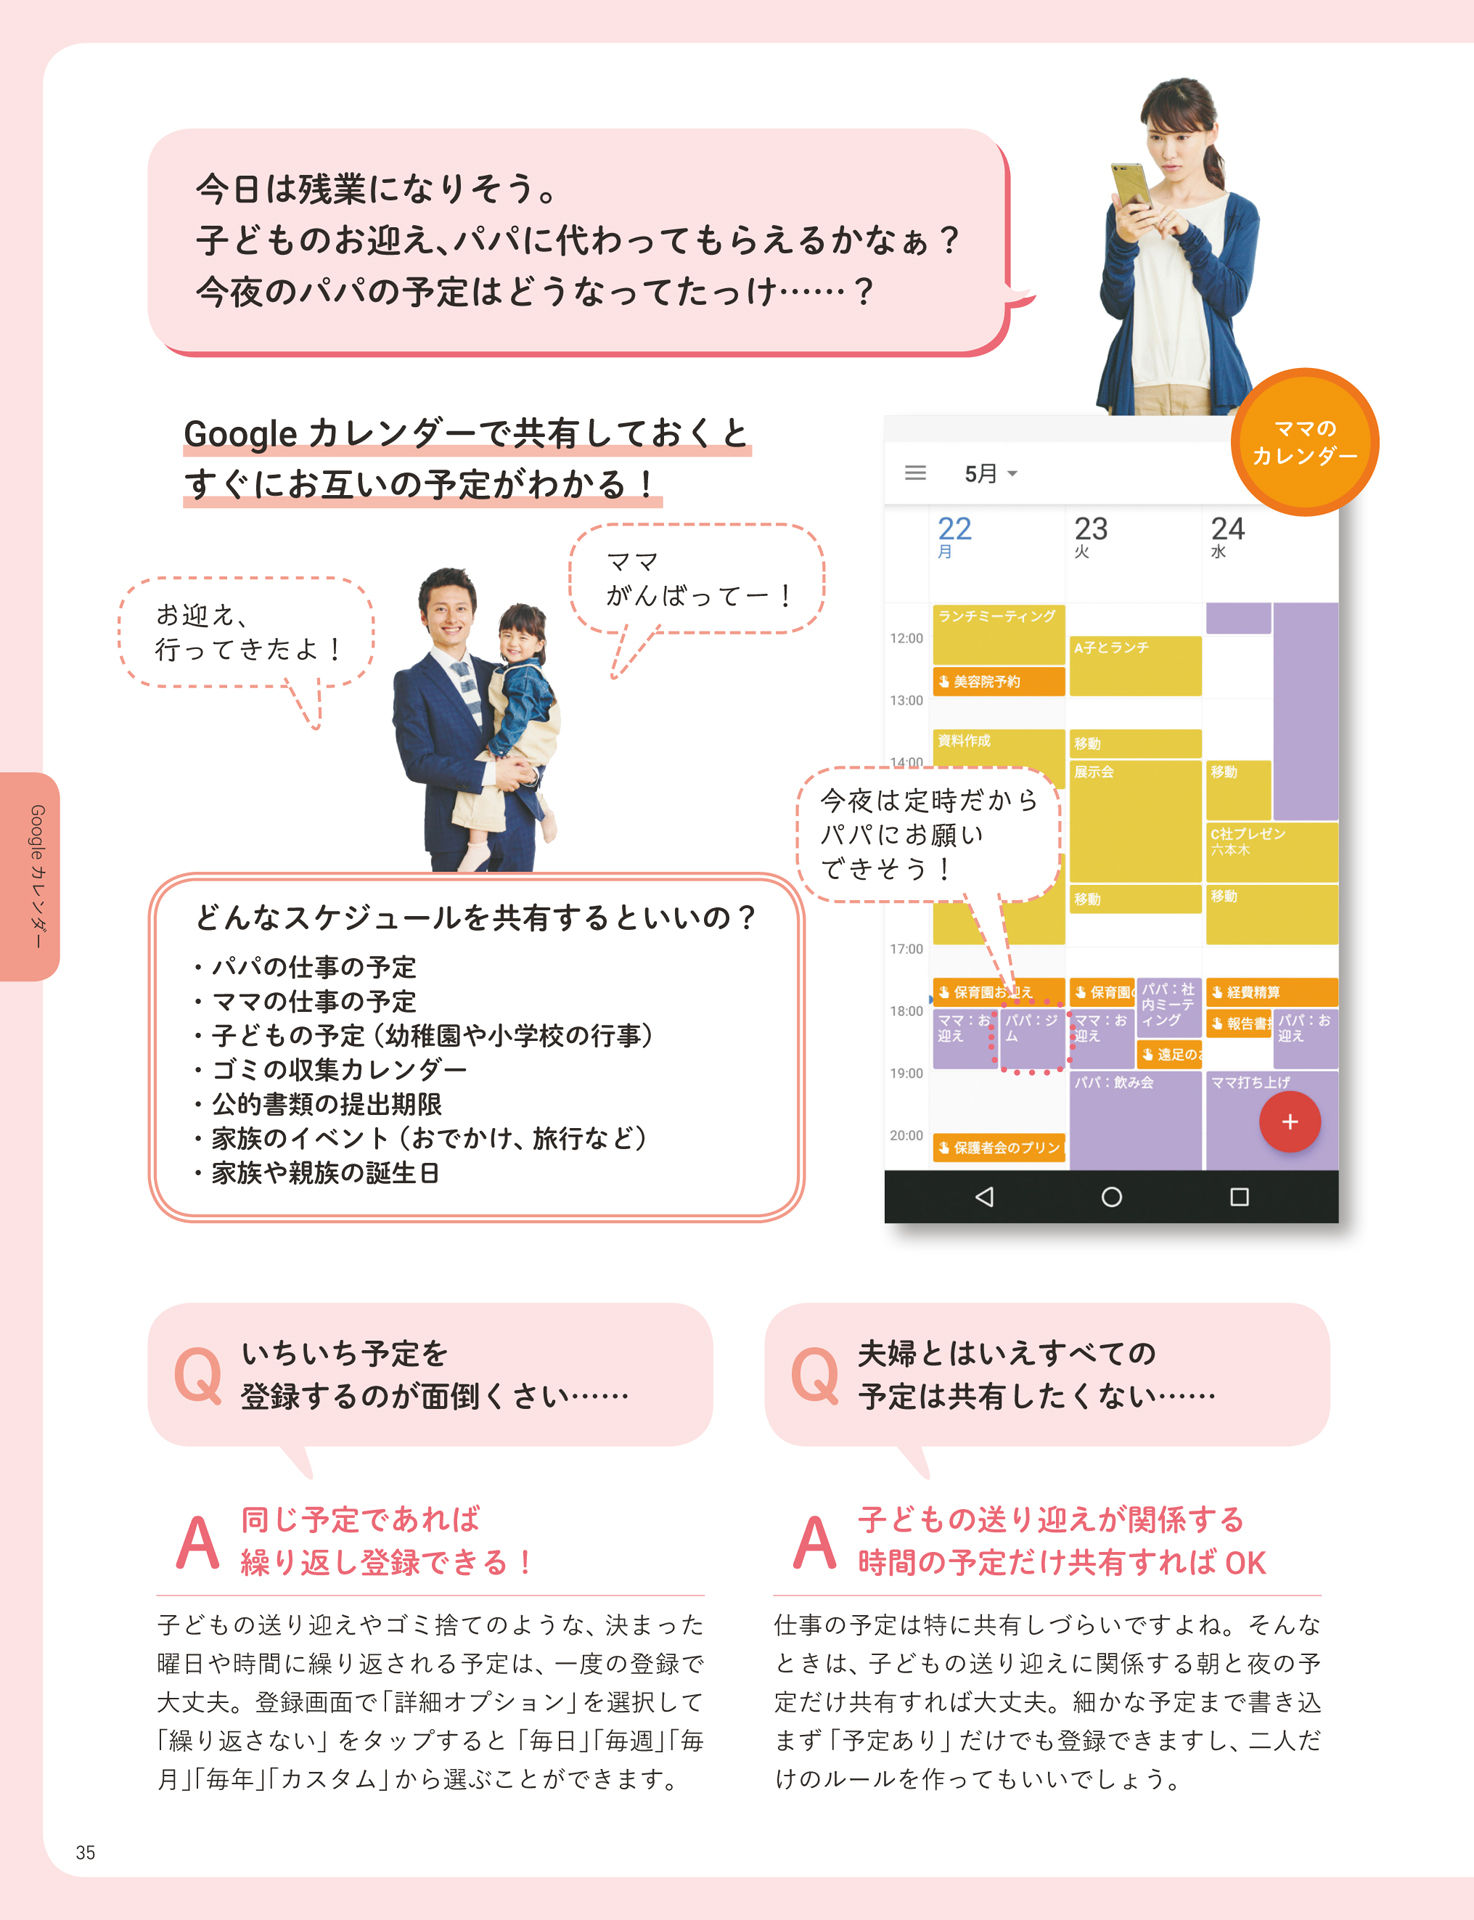 今日は残業になりそう。
子どものお迎え、パパに代わってもらえるかなぁ？
今夜のパパの予定はどうなってたっけ……？
Google カレンダーで共有しておくと
すぐにお互いの予定がわかる！
お迎え、
行ってきたよ！
ママ
がんばってー！
ママの
カレンダー
5月
22
月
23
火
24
水
12:00
13:00
14:00
17:00
18:00
19:00
20:00
ランチミーティング
美容院予約
資料作成
保育園お迎え
ママ：お
迎え
パパ：ジ
ム
保護者会のプリント
A子とランチ
移動
展示会
移動
保育園の
パパ：社
内ミーテ
ィング
ママ：お
迎え
遠足のお
パパ：飲み会
移動
C社プレゼン
六本木
移動
経費精算
報告書
パパ：お
迎え
ママ打ち上げ
今夜は定時だから
パパにお願い
できそう！
Google カレンダー
どんなスケジュールを共有するといいの？
・パパの仕事の予定
・ママの仕事の予定
・子どもの予定（幼稚園や小学校の行事）
・ゴミの収集カレンダー
・公的書類の提出期限
・家族のイベント（おでかけ、旅行など）
・家族や親族の誕生日
Q いちいち予定を
登録するのが面倒くさい……
A 同じ予定であれば
繰り返し登録できる！
子どもの送り迎えやゴミ捨てのような、決まった
曜日や時間に繰り返される予定は、一度の登録で
大丈夫。登録画面で「詳細オプション」を選択して
「繰り返さない」をタップすると「毎日」「毎週」「毎
月」「毎年」「カスタム」から選ぶことができます。
Q 夫婦とはいえすべての
予定は共有したくない……
A 子どもの送り迎えが関係する
時間の予定だけ共有すれば OK
仕事の予定は特に共有しづらいですよね。そんな
ときは、子どもの送り迎えに関係する朝と夜の予
定だけ共有すれば大丈夫。細かな予定まで書き込
まず「予定あり」だけでも登録できますし、二人だ
けのルールを作ってもいいでしょう。
35